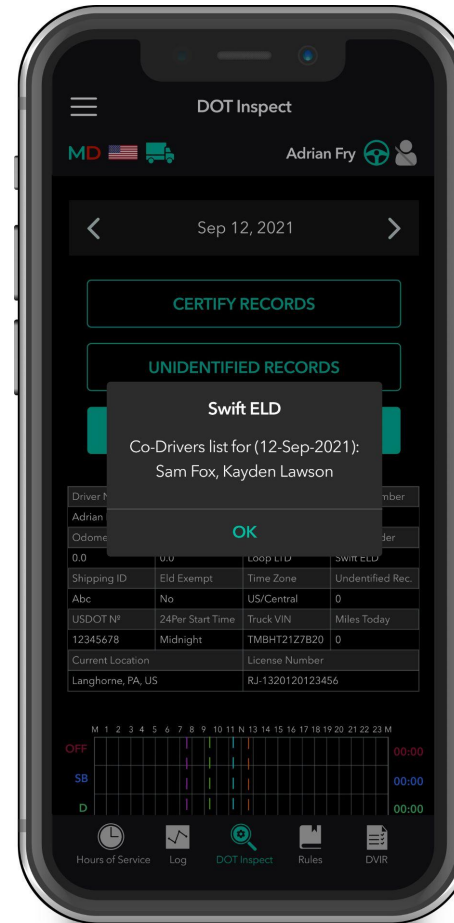 DOT Inspect
MD Adrian Fry
Sep 12, 2021
CERTIFY RECORDS
UNIDENTIFIED RECORDS
Swift ELD
Co-Drivers list for (12-Sep-2021):
Sam Fox, Kayden Lawson
OK
Driver
Adrian
0.0 0.0 Loop LTD Swift ELD
Shipping ID Eld Exempt Time Zone Undentified Rec.
Abc No US/Central 0
USDOT Nº 24Per Start Time Truck VIN Miles Today
12345678 Midnight TMBHT21Z7B20 0
Current Location License Number
Langhorne, PA, US RJ-1320120123456
M 1 2 3 4 5 6 7 8 9 10 11 N 13 14 15 16 17 18 19 20 21 22 23 M
OFF 00:00
SB 00:00
D 00:00
Hours of Service Log DOT Inspect Rules DVIR